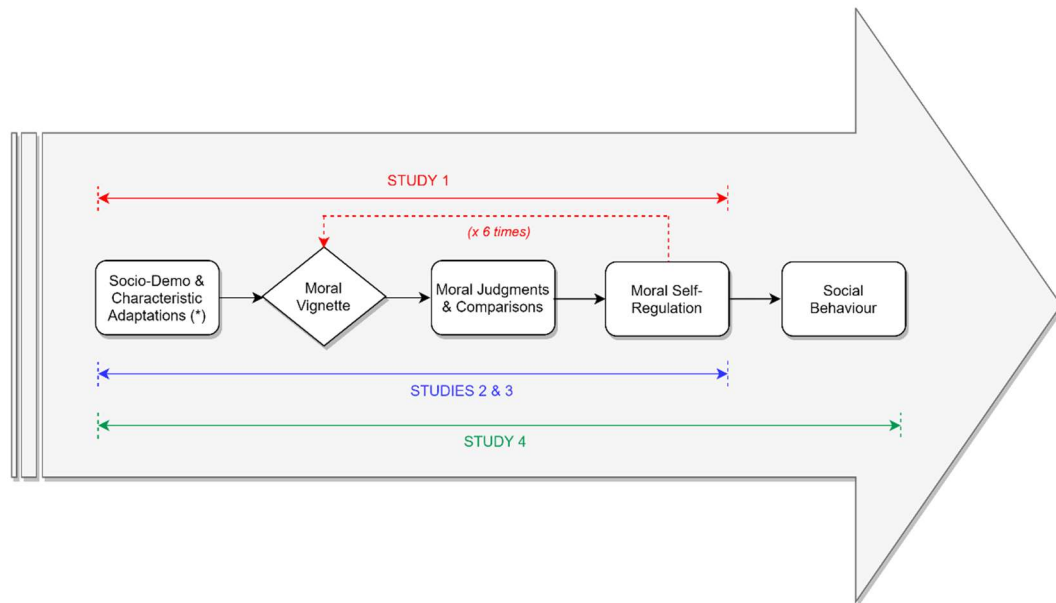 STUDY 1
(x 6 times)
Socio-Demo &
Characteristic
Adaptations (*)
Moral
Vignette
Moral Judgments
& Comparisons
Moral Self-
Regulation
Social
Behaviour
STUDIES 2 & 3
STUDY 4